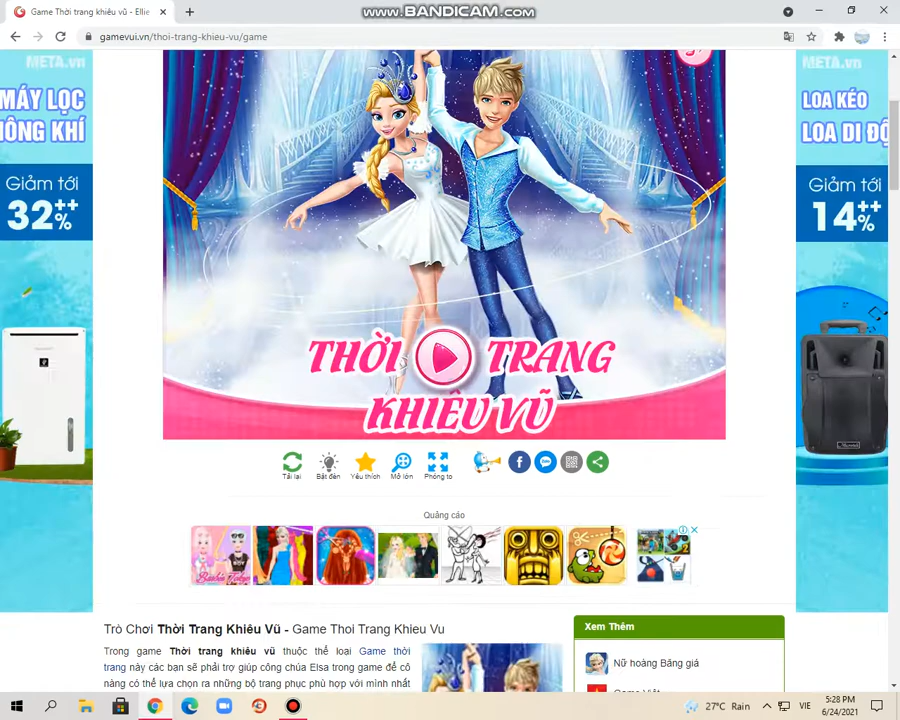 Game Thời trang khiêu vũ - Ellie
www.BANDICAM.com
gamevui.vn/thoi-trang-khieu-vu/game
META.vn
MÁY LỌC
HÔNG KHÍ
Giảm tới
32++%
META.vn
LOA KÉO
LOA DI ĐỘ
Giảm tới
14++%
THỜI TRANG
KHIÊU VŨ
Tải lại
Bật đèn
Yêu thích
Mở lớn
Phóng to
Quảng cáo
Barbie Tokyo
Trò Chơi Thời Trang Khiêu Vũ - Game Thoi Trang Khieu Vu
Trong game Thời trang khiêu vũ thuộc thể loại Game thời
trang này các bạn sẽ phải trợ giúp công chúa Elsa trong game để cô
nàng có thể lựa chọn ra những bộ trang phục phù hợp với mình nhất
Xem Thêm
Nữ hoàng Băng giá
Game Việt
27°C Rain
VIE
5:28 PM
6/24/2021